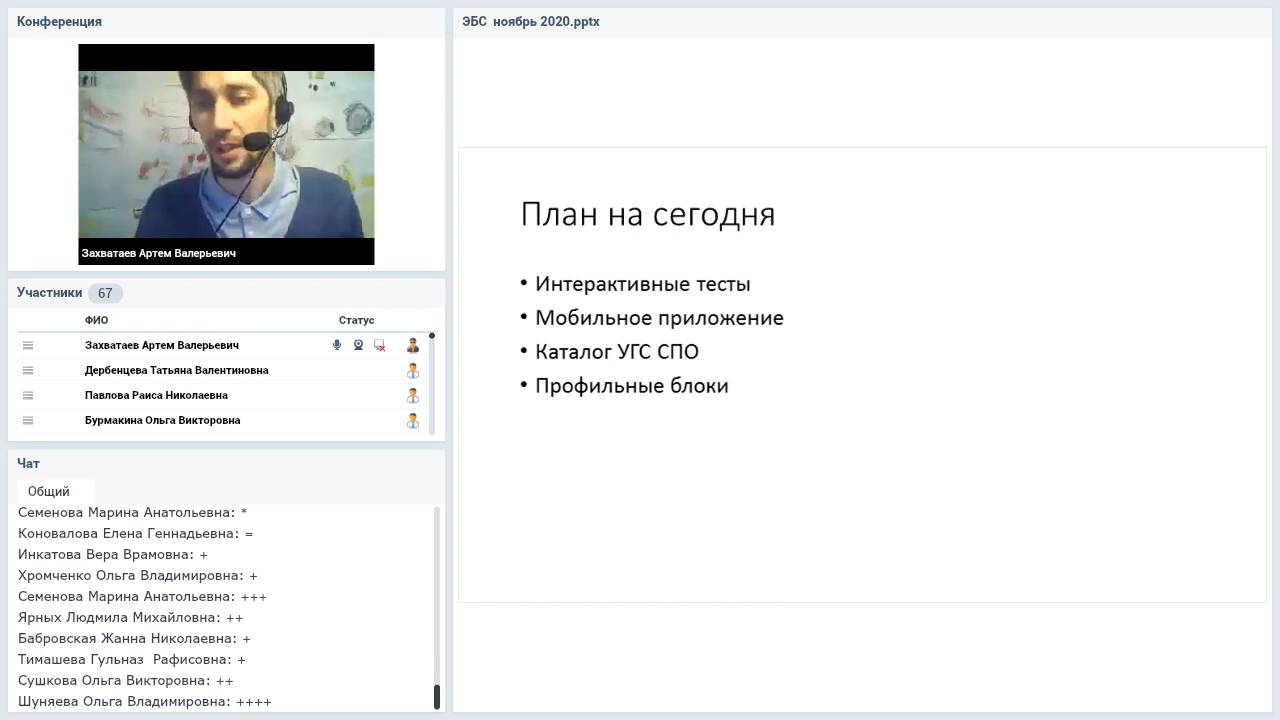 Конференция
Захватаев Артем Валерьевич
Участники 67
ФИО Статус
Захватаев Артем Валерьевич
Дербенцева Татьяна Валентиновна
Павлова Раиса Николаевна
Бурмакина Ольга Викторовна
Чат
Общий
Семенова Марина Анатольевна: *
Коновалова Елена Геннадьевна: =
Инкатова Вера Врамовна: +
Хромченко Ольга Владимировна: +
Семенова Марина Анатольевна: +++
Ярных Людмила Михайловна: ++
Бабровская Жанна Николаевна: +
Тимашева Гульназ  Рафисовна: +
Сушкова Ольга Викторовна: ++
Шуняева Ольга Владимировна: ++++
ЭБС  ноябрь 2020.pptx
План на сегодня
• Интерактивные тесты
• Мобильное приложение
• Каталог УГС СПО
• Профильные блоки